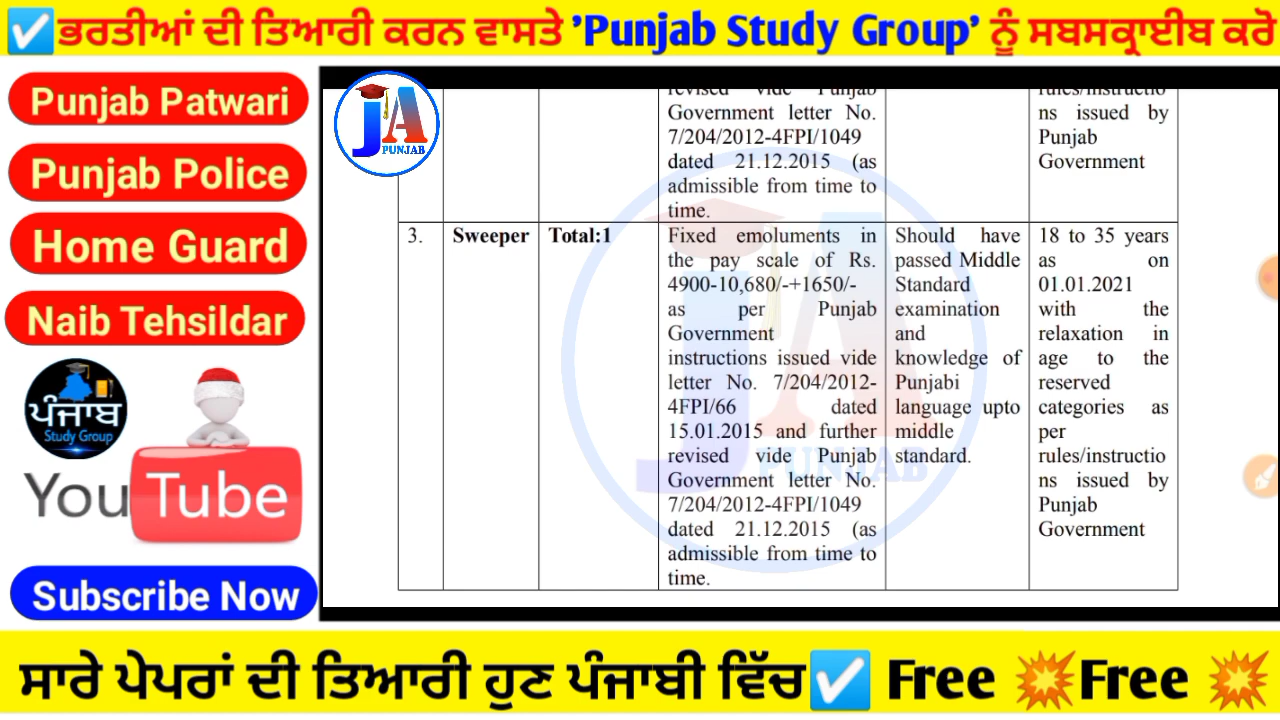 ✅ਭਰਤੀਆਂ ਦੀ ਤਿਆਰੀ ਕਰਨ ਵਾਸਤੇ 'Punjab Study Group' ਨੂੰ ਸਬਸਕ੍ਰਾਈਬ ਕਰੋ
Punjab Patwari
Punjab Police
Home Guard
Naib Tehsildar
ਪੰਜਾਬ
Study Group
YouTube
Subscribe Now
JA
PUNJAB
revised vide Punjab
Government letter No.
7/204/2012-4FPI/1049
dated 21.12.2015 (as
admissible from time to
time.
rules/instructio
ns issued by
Punjab
Government
3.
Sweeper
Total:1
Fixed emoluments in
the pay scale of Rs.
4900-10,680/-+1650/-
as per Punjab
Government
instructions issued vide
letter No. 7/204/2012-
4FPI/66 dated
15.01.2015 and further
revised vide Punjab
Government letter No.
7/204/2012-4FPI/1049
dated 21.12.2015 (as
admissible from time to
time.
Should have
passed Middle
Standard
examination
and
knowledge of
Punjabi
language upto
middle
standard.
18 to 35 years
as on
01.01.2021
with the
relaxation in
age to the
reserved
categories as
per
rules/instructio
ns issued by
Punjab
Government
JA
PUNJAB
ਸਾਰੇ ਪੇਪਰਾਂ ਦੀ ਤਿਆਰੀ ਹੁਣ ਪੰਜਾਬੀ ਵਿੱਚ✅ Free 💥Free 💥